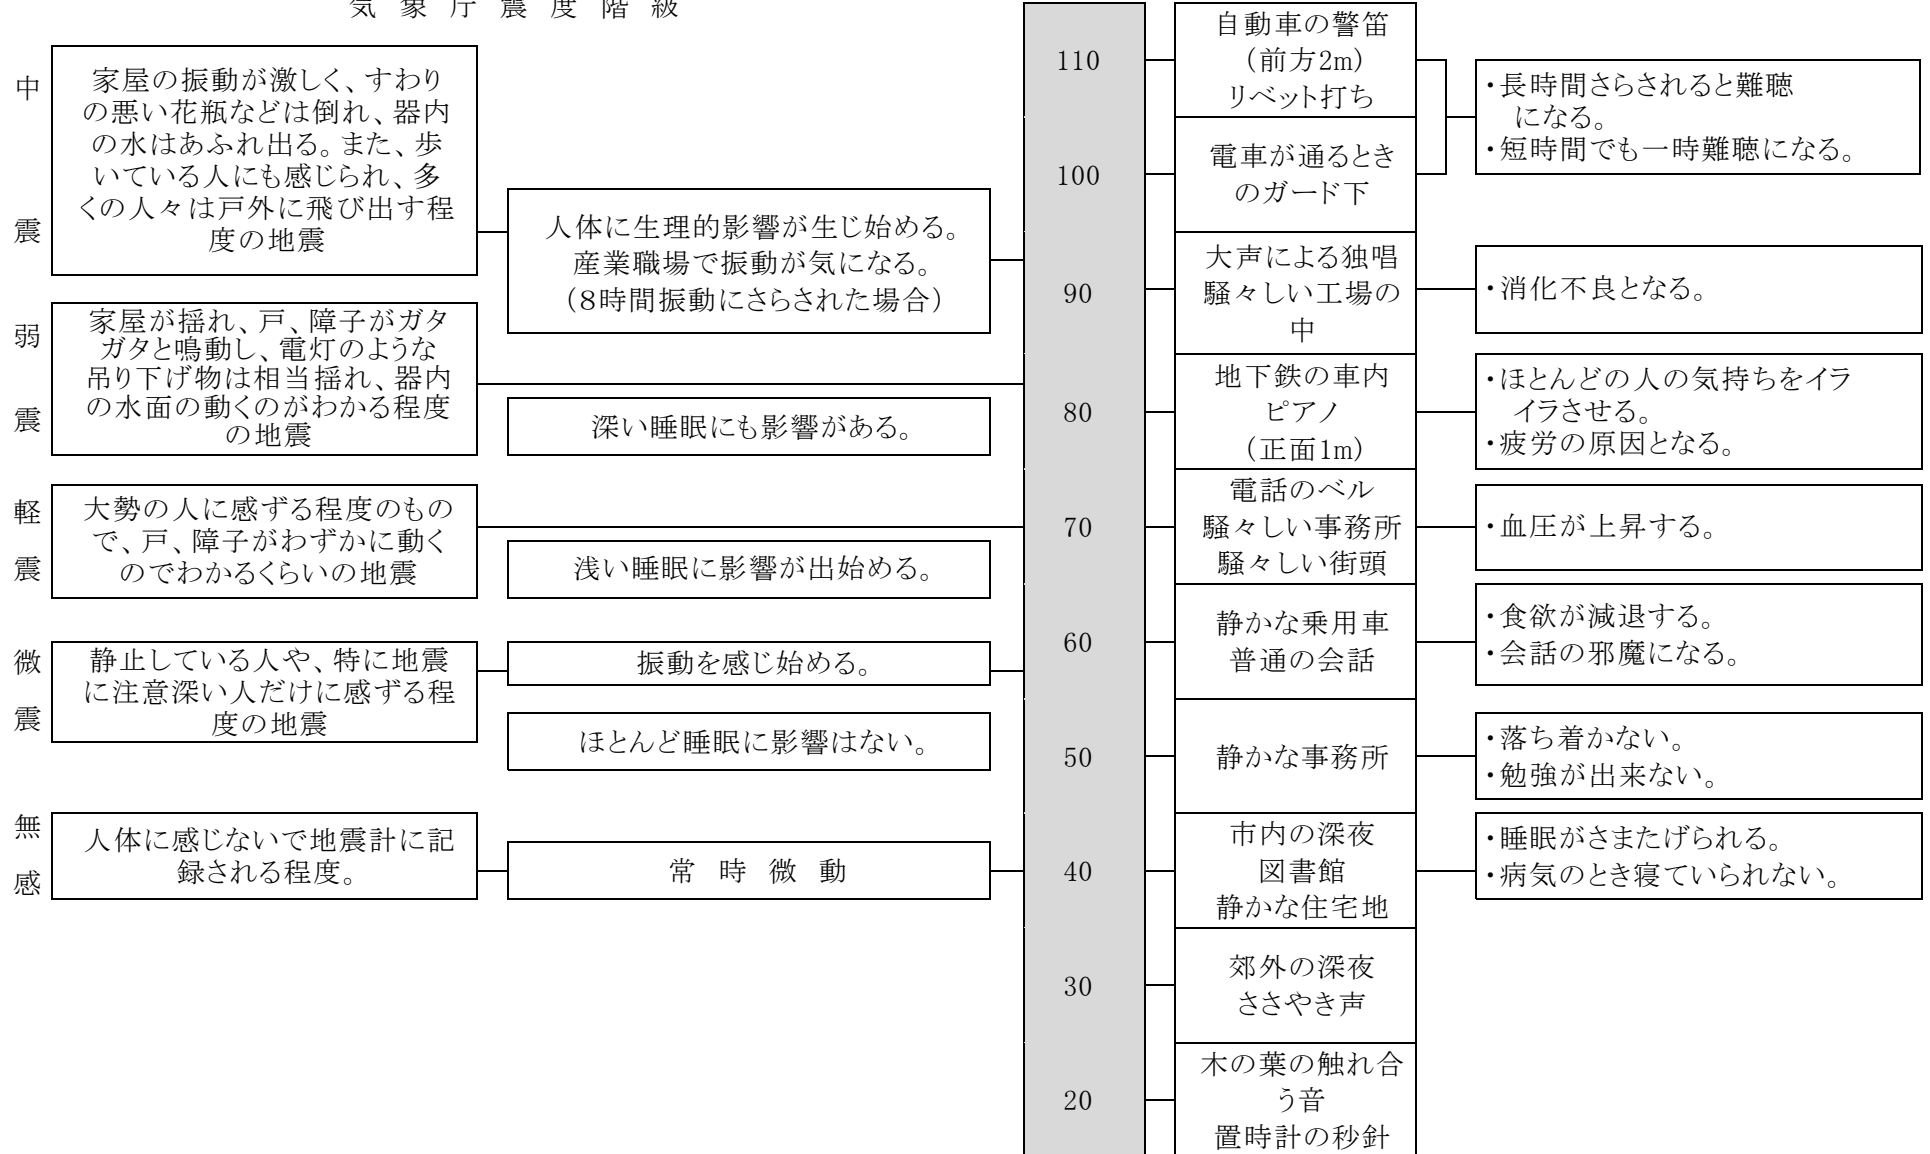 気象庁震度階級
中震
家屋の振動が激しく、すわり
の悪い花瓶などは倒れ、器内
の水はあふれ出る。また、歩
いている人にも感じられ、多
くの人々は戸外に飛び出す程
度の地震
人体に生理的影響が生じ始める。
産業職場で振動が気になる。
（８時間振動にさらされた場合）
弱震
家屋が揺れ、戸、障子がガタ
ガタと鳴動し、電灯のような
吊り下げ物は相当揺れ、器内
の水面の動くのがわかる程度
の地震
深い睡眠にも影響がある。
軽震
大勢の人に感ずる程度のもの
で、戸、障子がわずかに動く
のでわかるくらいの地震
浅い睡眠に影響が出始める。
微震
静止している人や、特に地震
に注意深い人だけに感ずる程
度の地震
振動を感じ始める。
ほとんど睡眠に影響はない。
無感
人体に感じないで地震計に記
録される程度。
常時微動
110
自動車の警笛
（前方2m）
リベット打ち
100
電車が通るとき
のガード下
・長時間さらされると難聴
になる。
・短時間でも一時難聴になる。
90
大声による独唱
騒々しい工場の
中
・消化不良となる。
80
地下鉄の車内
ピアノ
（正面1m）
・ほとんどの人の気持ちをイラ
イラさせる。
・疲労の原因となる。
70
電話のベル
騒々しい事務所
騒々しい街頭
・血圧が上昇する。
60
静かな乗用車
普通の会話
・食欲が減退する。
・会話の邪魔になる。
50
静かな事務所
・落ち着かない。
・勉強が出来ない。
40
市内の深夜
図書館
静かな住宅地
・睡眠がさまたげられる。
・病気のとき寝ていられない。
30
郊外の深夜
ささやき声
20
木の葉の触れ合
う音
置時計の秒針